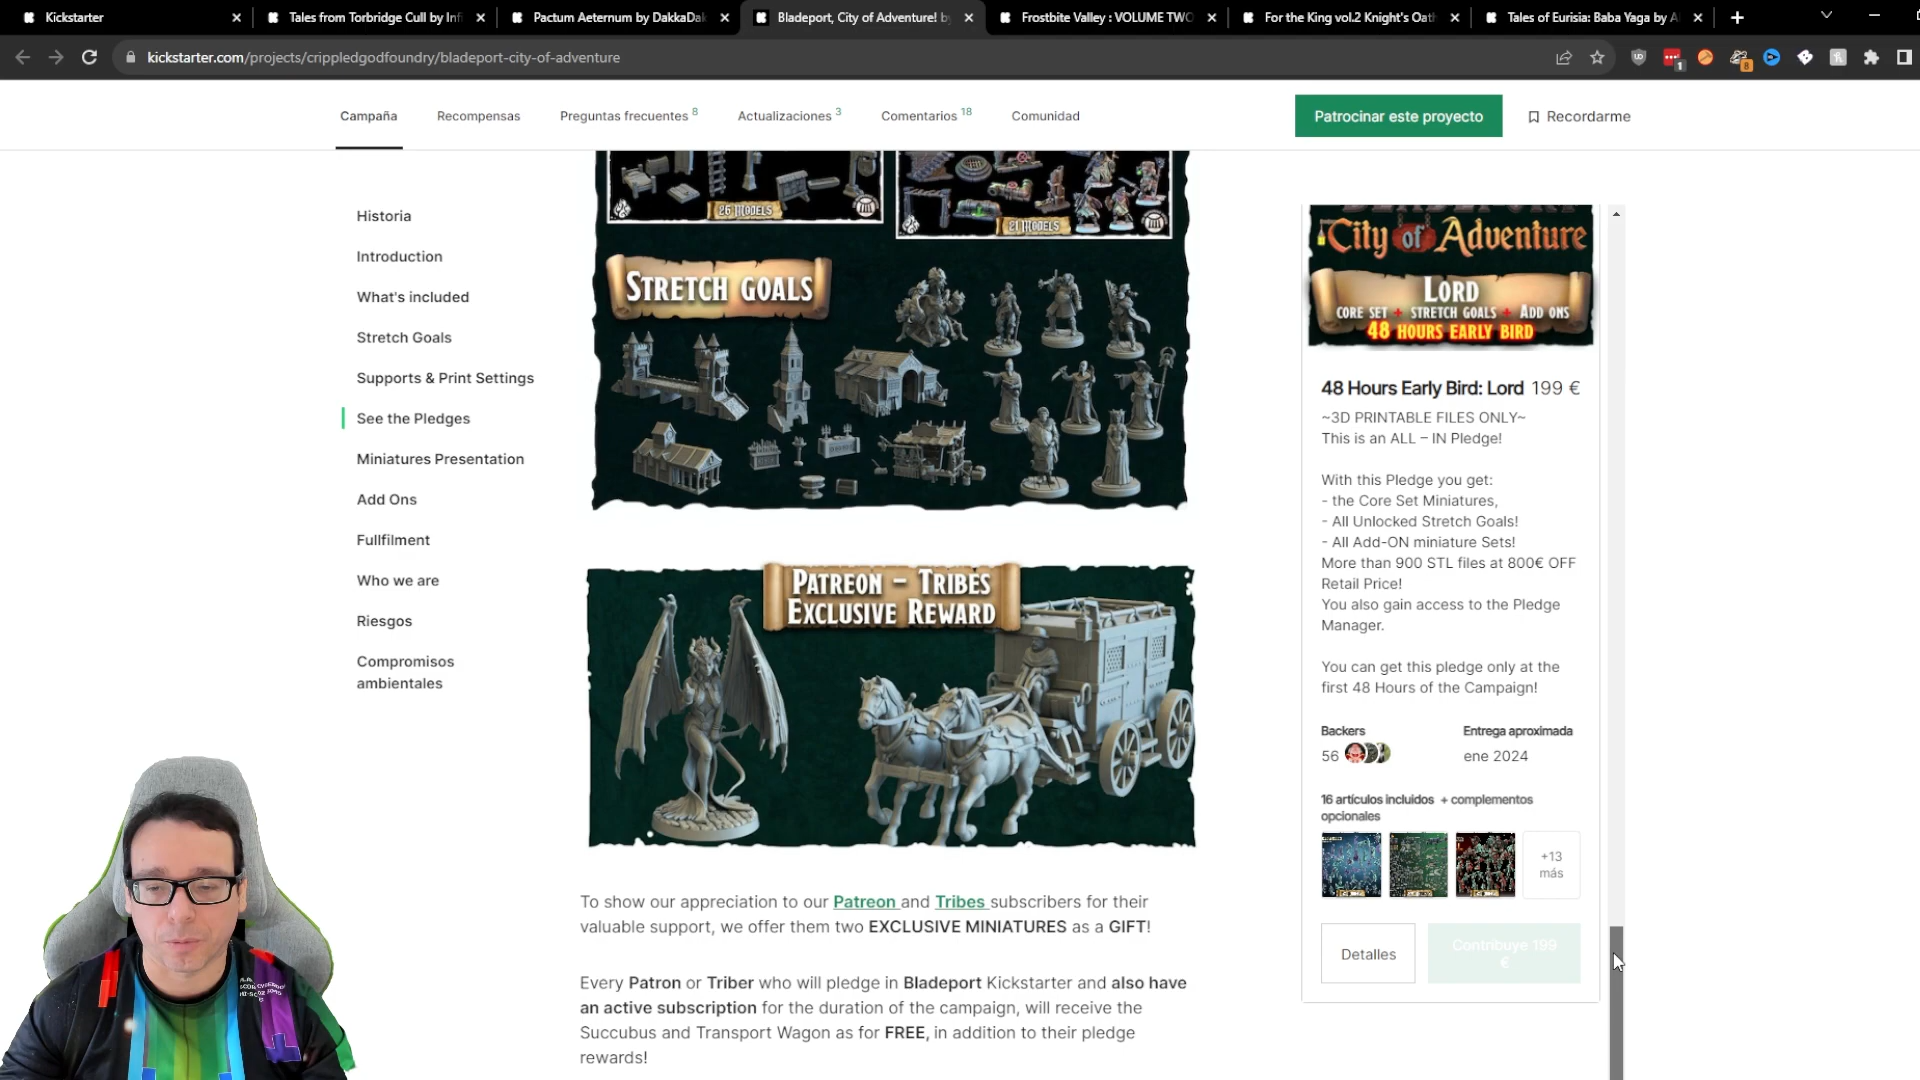 Kickstarter
Tales from Torbridge Cull by Infi
Pactum Aeternum by DakkaDak
Bladeport, City of Adventure! by
Frostbite Valley : VOLUME TWO
For the King vol.2 Knight's Oath
Tales of Eurisia: Baba Yaga by A
kickstarter.com/projects/crippledgodfoundry/bladeport-city-of-adventure
1
8
Campaña
Recompensas
Preguntas frecuentes 8
Actualizaciones 3
Comentarios 18
Comunidad
Patrocinar este proyecto
Recordarme
Historia
Introduction
What's included
Stretch Goals
Supports & Print Settings
See the Pledges
Miniatures Presentation
Add Ons
Fullfilment
Who we are
Riesgos
Compromisos
ambientales
26 MODELS
21 MODELS
STRETCH GOALS
PATREON - TRIBES
EXCLUSIVE REWARD
To show our appreciation to our Patreon and Tribes subscribers for their
valuable support, we offer them two EXCLUSIVE MINIATURES as a GIFT!
Every Patron or Triber who will pledge in Bladeport Kickstarter and also have
an active subscription for the duration of the campaign, will receive the
Succubus and Transport Wagon as for FREE, in addition to their pledge
rewards!
City of Adventure
LORD
CORE SET + STRETCH GOALS + ADD ONS
48 HOURS EARLY BIRD
48 Hours Early Bird: Lord 199 €
~3D PRINTABLE FILES ONLY~
This is an ALL – IN Pledge!
With this Pledge you get:
- the Core Set Miniatures,
- All Unlocked Stretch Goals!
- All Add-ON miniature Sets!
More than 900 STL files at 800€ OFF
Retail Price!
You also gain access to the Pledge
Manager.
You can get this pledge only at the
first 48 Hours of the Campaign!
Backers
56
Entrega aproximada
ene 2024
16 artículos incluidos + complementos
opcionales
+13
más
Detalles
Contribuye 199
€